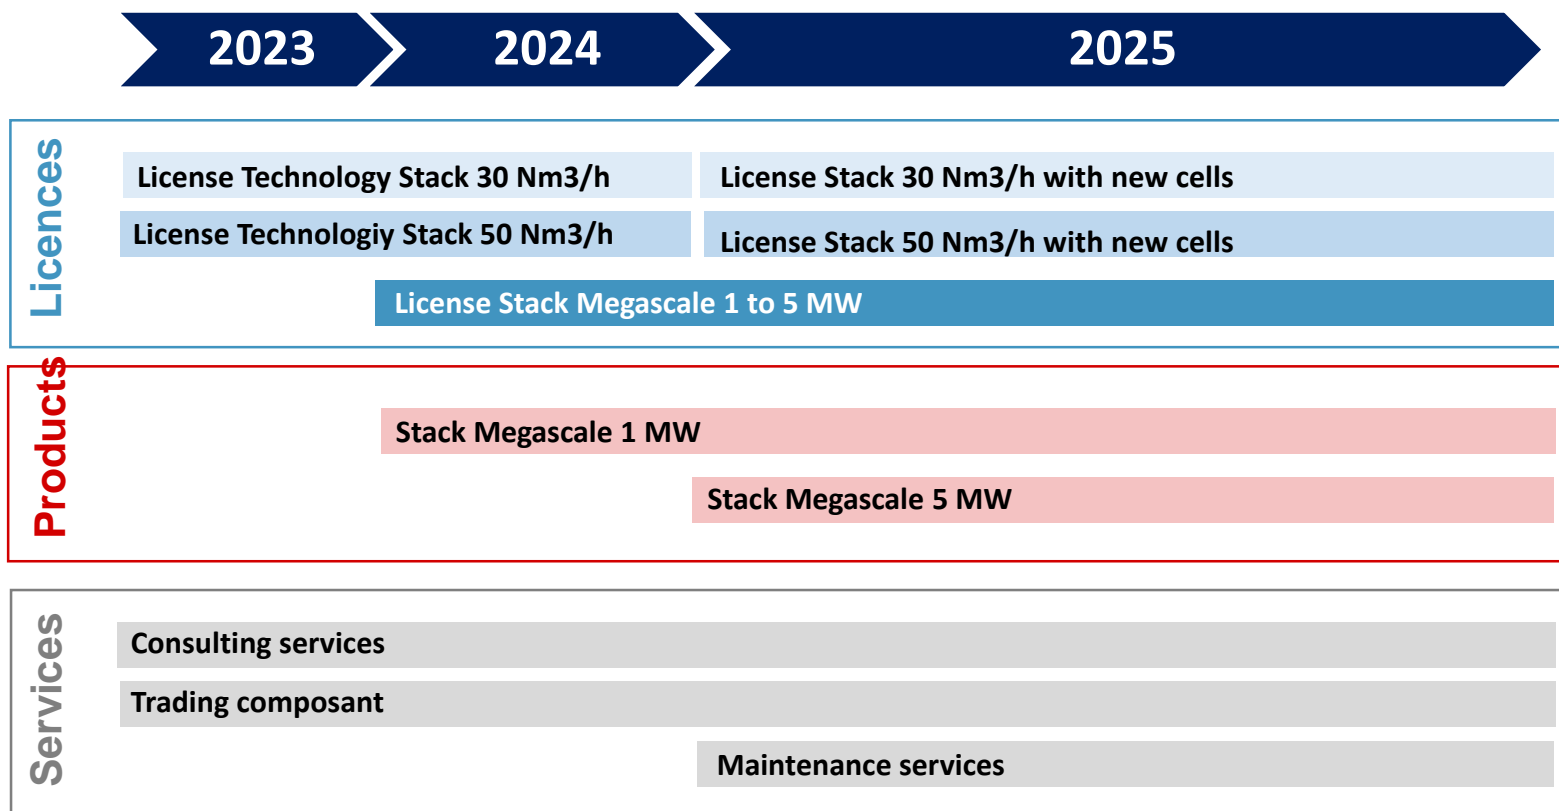 2023
2024
2025
Licences
License Technology Stack 30 Nm3/h
License Stack 30 Nm3/h with new cells
License Technologiy Stack 50 Nm3/h
License Stack 50 Nm3/h with new cells
License Stack Megascale 1 to 5 MW
Products
Stack Megascale 1 MW
Stack Megascale 5 MW
Services
Consulting services
Trading composant
Maintenance services